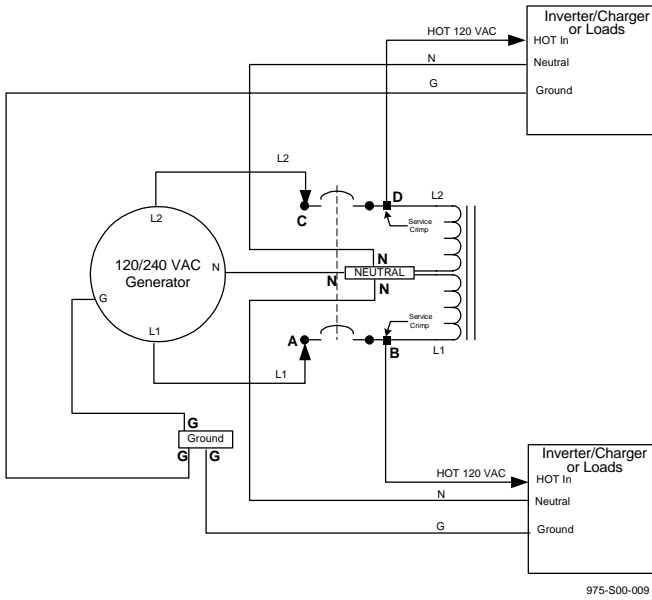 Inverter/Charger
or Loads
HOT 120 VAC
HOT In
N
Neutral
G
Ground
L2
L2
D
L2
C
Service
Crimp
N
120/240 VAC
Generator
N
NEUTRAL
N
N
G
L1
A
Service
Crimp
B
L1
L1
G
Ground
G
G
Inverter/Charger
or Loads
HOT 120 VAC
HOT In
N
Neutral
G
Ground
975-S00-009